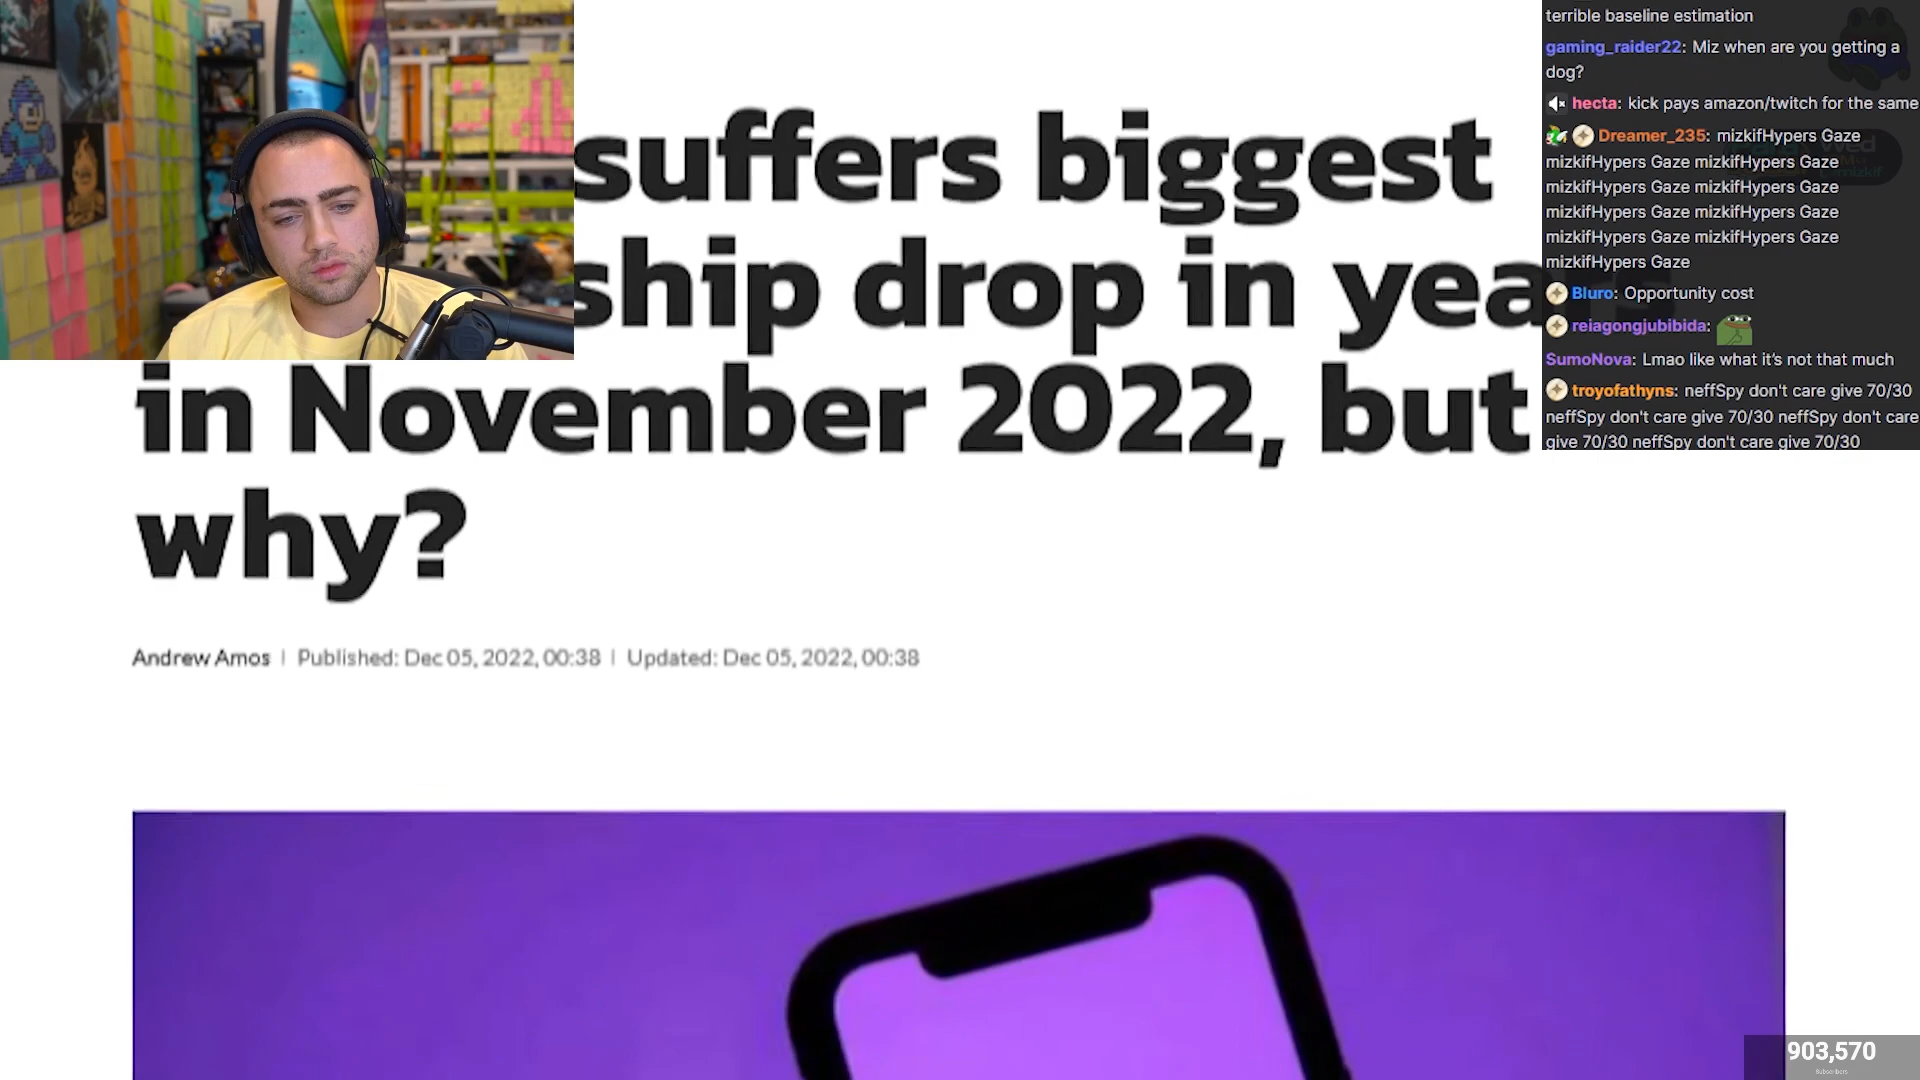 suffers biggest
ship drop in yea
in November 2022, but
why?
Andrew Amos | Published: Dec 05, 2022, 00:38 | Updated: Dec 05, 2022, 00:38
terrible baseline estimation
gaming_raider22: Miz when are you getting a
dog?
hecta: kick pays amazon/twitch for the same
Dreamer_235: mizkifHypers Gaze
mizkifHypers Gaze mizkifHypers Gaze
mizkifHypers Gaze mizkifHypers Gaze
mizkifHypers Gaze mizkifHypers Gaze
mizkifHypers Gaze mizkifHypers Gaze
mizkifHypers Gaze
Bluro: Opportunity cost
reiagongjubibida:
SumoNova: Lmao like what it's not that much
troyofathyns: neffSpy don't care give 70/30
neffSpy don't care give 70/30 neffSpy don't care
give 70/30 neffSpy don't care give 70/30
903,570
Subscribers